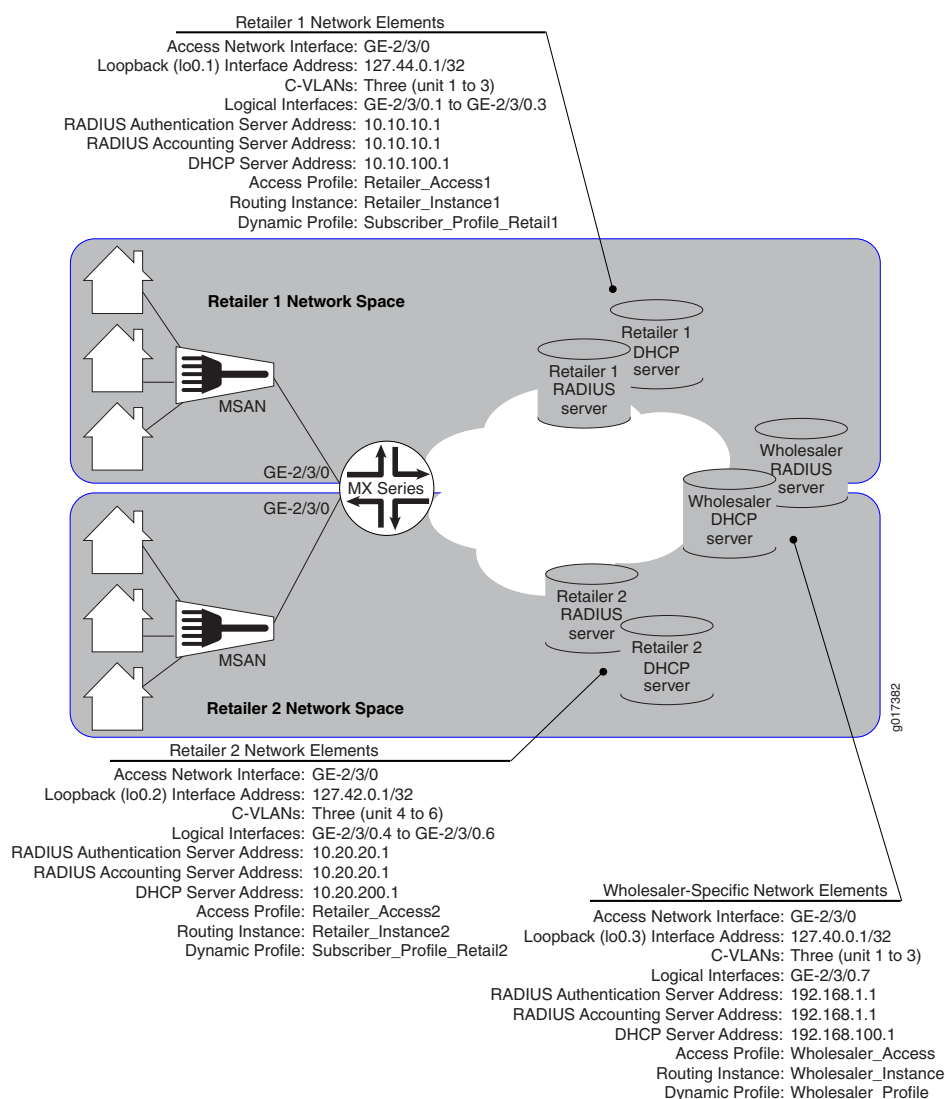 Retailer 1 Network Elements
Access Network Interface: GE-2/3/0
Loopback (lo0.1) Interface Address: 127.44.0.1/32
C-VLANs: Three (unit 1 to 3)
Logical Interfaces: GE-2/3/0.1 to GE-2/3/0.3
RADIUS Authentication Server Address: 10.10.10.1
RADIUS Accounting Server Address: 10.10.10.1
DHCP Server Address: 10.10.100.1
Access Profile: Retailer_Access1
Routing Instance: Retailer_Instance1
Dynamic Profile: Subscriber_Profile_Retail1
Retailer 1 Network Space
Retailer 1
DHCP
server
Retailer 1
RADIUS
server
MSAN
Wholesaler
RADIUS
server
GE-2/3/0
MX Series
Wholesaler
DHCP
server
GE-2/3/0
Retailer 2
RADIUS
server
Retailer 2
DHCP
server
MSAN
Retailer 2 Network Space
g017382
Retailer 2 Network Elements
Access Network Interface: GE-2/3/0
Loopback (lo0.2) Interface Address: 127.42.0.1/32
C-VLANs: Three (unit 4 to 6)
Logical Interfaces: GE-2/3/0.4 to GE-2/3/0.6
RADIUS Authentication Server Address: 10.20.20.1
RADIUS Accounting Server Address: 10.20.20.1
DHCP Server Address: 10.20.200.1
Access Profile: Retailer_Access2
Routing Instance: Retailer_Instance2
Dynamic Profile: Subscriber_Profile_Retail2
Wholesaler-Specific Network Elements
Access Network Interface: GE-2/3/0
Loopback (lo0.3) Interface Address: 127.40.0.1/32
C-VLANs: Three (unit 1 to 3)
Logical Interfaces: GE-2/3/0.7
RADIUS Authentication Server Address: 192.168.1.1
RADIUS Accounting Server Address: 192.168.1.1
DHCP Server Address: 192.168.100.1
Access Profile: Wholesaler_Access
Routing Instance: Wholesaler_Instance
Dynamic Profile: Wholesaler_Profile